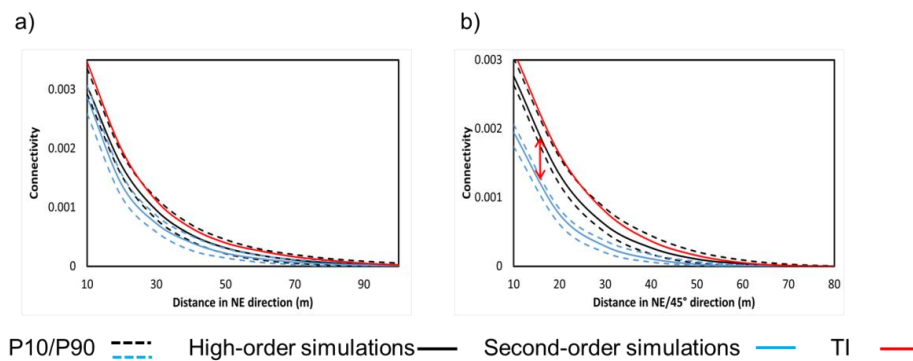 a)
b)
0.003
0.002
0.001
0
Connectivity
10 30 50 70 90
Distance in NE direction (m)
0.003
0.002
0.001
0
Connectivity
10 20 30 40 50 60 70 80
Distance in NE/45° direction (m)
P10/P90 High-order simulations Second-order simulations TI